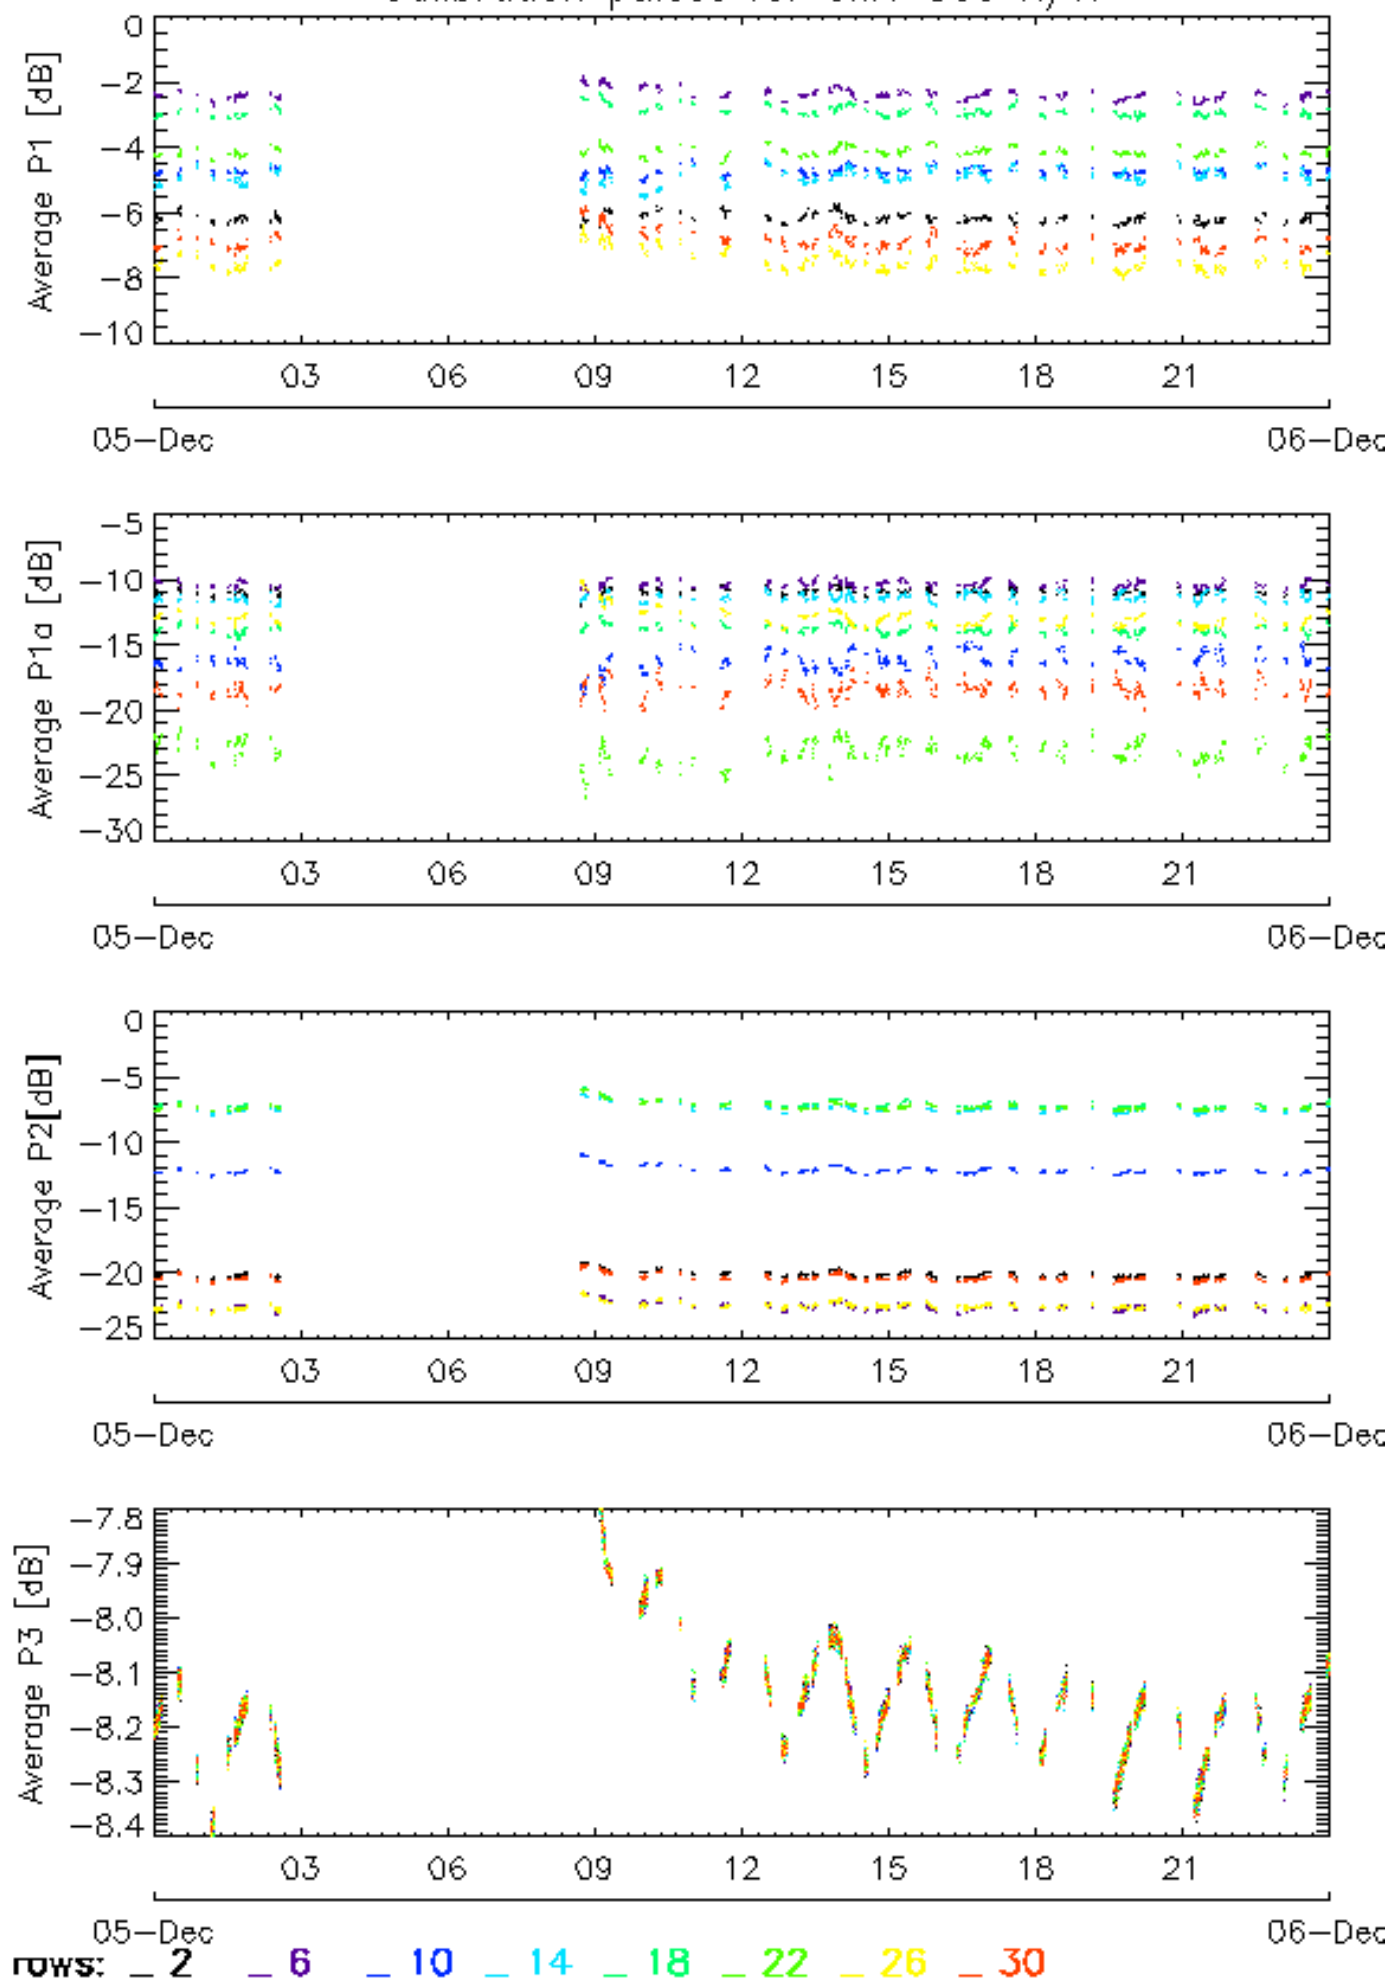 0
-2
-4
-6
-8
-10
Average P1 [dB]
03 06 09 12 15 18 21
05-Dec 06-Dec
-5
-10
-15
-20
-25
-30
Average P1a [dB]
03 06 09 12 15 18 21
05-Dec 06-Dec
0
-5
-10
-15
-20
-25
Average P2[dB]
03 06 09 12 15 18 21
05-Dec 06-Dec
-7.8
-7.9
-8.0
-8.1
-8.2
-8.3
-8.4
Average P3 [dB]
03 06 09 12 15 18 21
05-Dec 06-Dec
rows: _ 2 _ 6 _ 10 _ 14 _ 18 _ 22 _ 26 _ 30